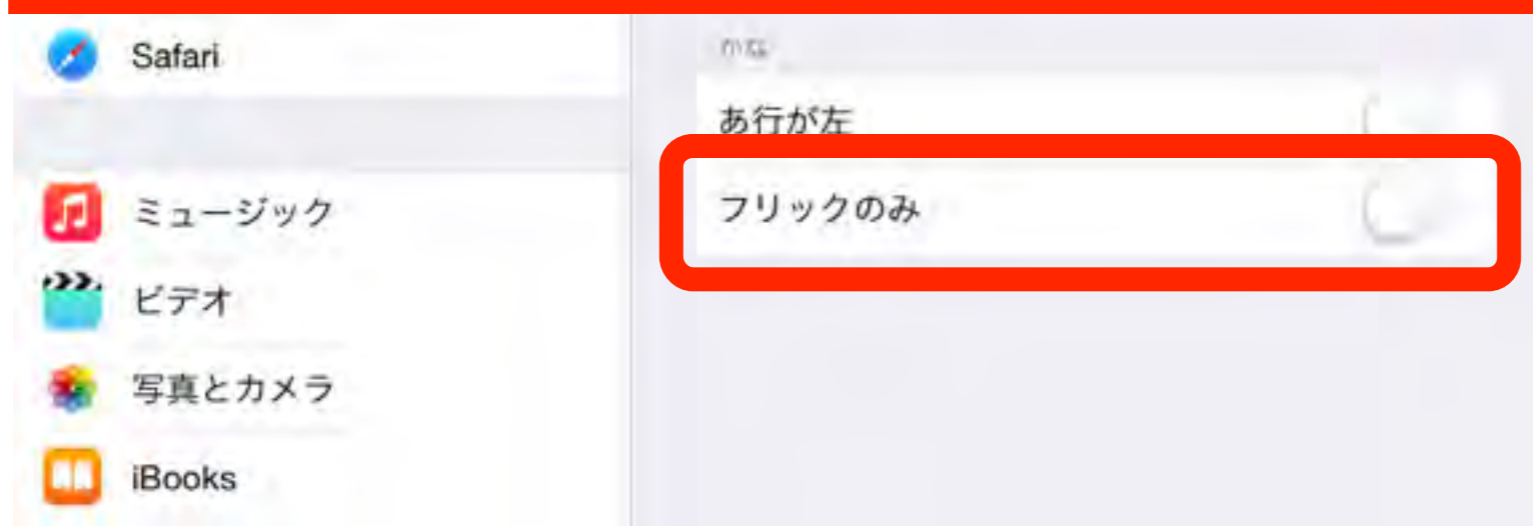 Safari
ミュージック
ビデオ
写真とカメラ
iBooks
かな
あ行が左
フリックのみ